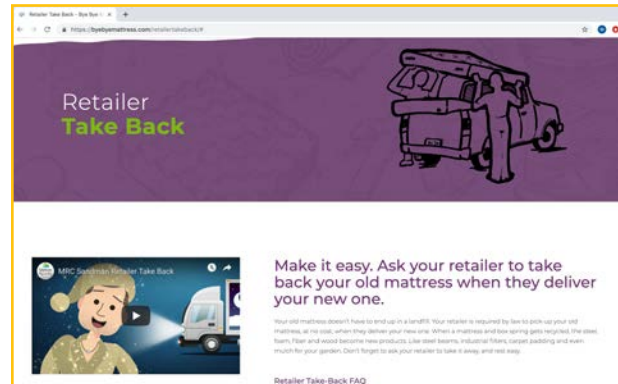 Retailer Take Back - Bye Bye
https://byebyemattress.com/retailertakeback/#
Retailer
Take Back
MRC Sandman Retailer Take Back
Make it easy. Ask your retailer to take
back your old mattress when they deliver
your new one.
Your old mattress doesn't have to end up in a landfill. Your retailer is required by law to pick-up your old
mattress, at no cost, when they deliver your new one. When a mattress and box spring gets recycled, the steel,
foam, fiber and wood become new products. Like steel beams, industrial filters, carpet padding and even
mulch for your garden. Don't forget to ask your retailer to take it away, and rest easy.
Retailer Take-Back FAQ